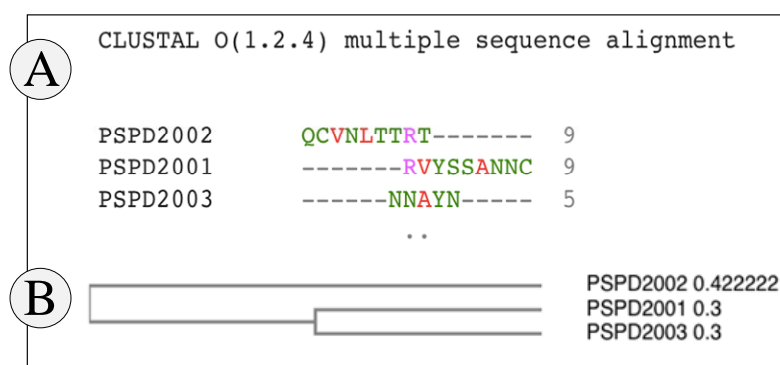 A
CLUSTAL O(1.2.4) multiple sequence alignment
PSPD2002 QCVNLTTRT------- 9
PSPD2001 -------RVYSSANNC 9
PSPD2003 ------NNAYN----- 5
..
B
PSPD2002 0.422222
PSPD2001 0.3
PSPD2003 0.3